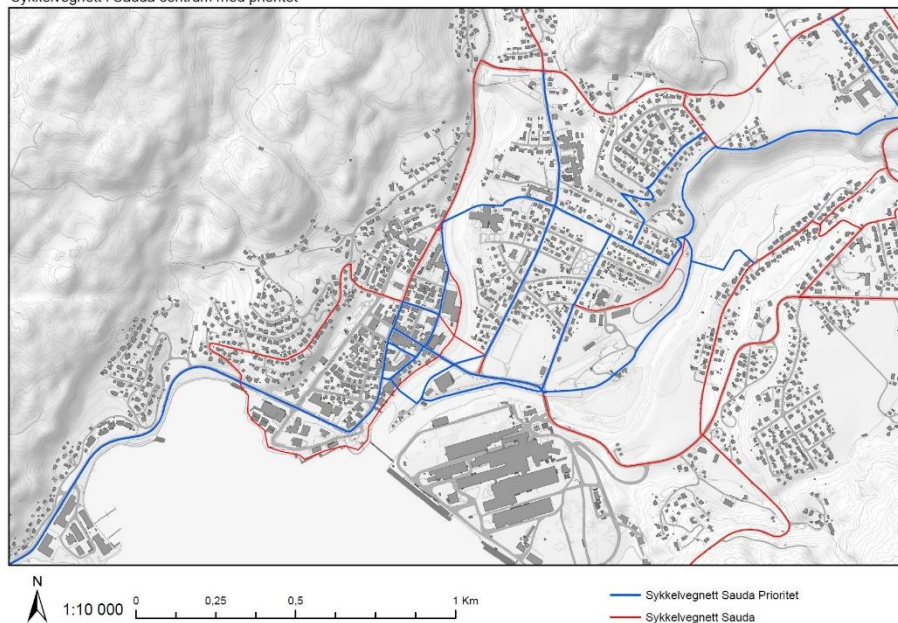 Sykkelvegnett i Sauda sentrum med prioritet
N
1:10 000
0 0,25 0,5 1 Km
Sykkelvegnett Sauda Prioritet
Sykkelvegnett Sauda